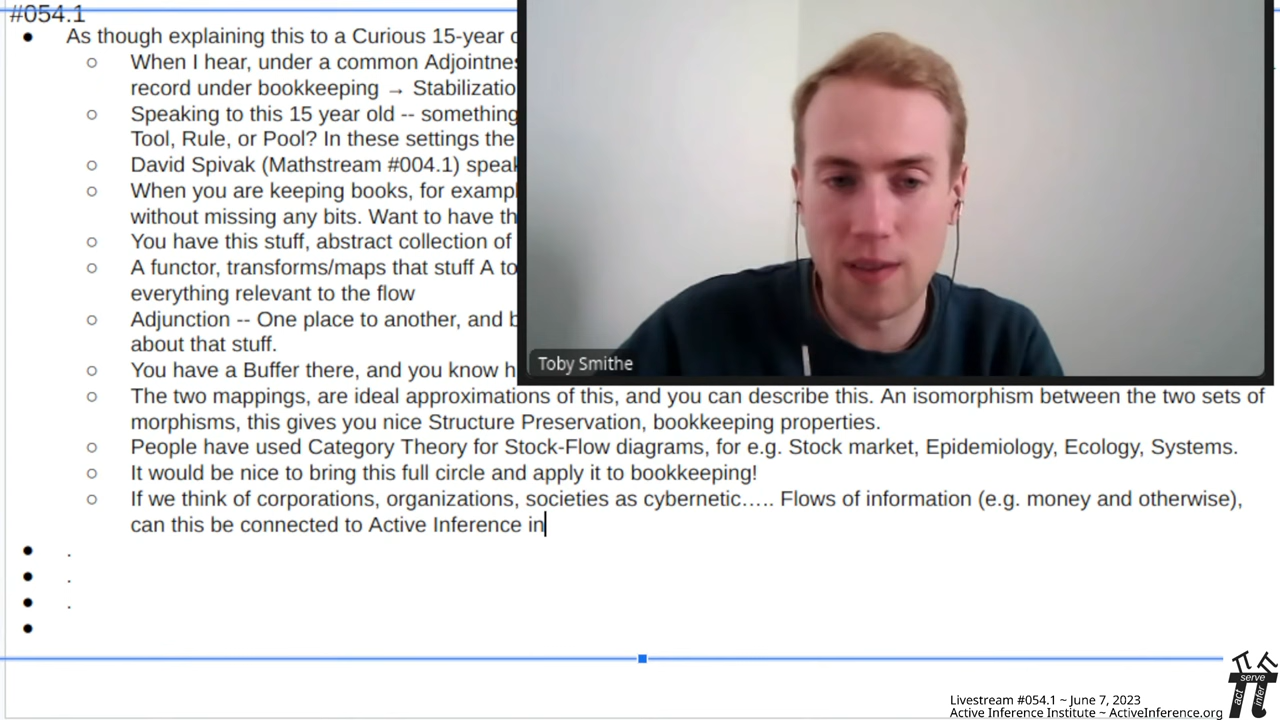 #054.1
● As though explaining this to a Curious 15-year
○ When I hear, under a common
record under bookkeeping →
○ Speaking to this 15 year old -- something
Tool, Rule, or Pool? In these settings the
○ David Spivak (Mathstream #004.1)
○ When you are keeping books, for
without missing any bits. Want to have
○ You have this stuff, abstract collection of
○ A functor, transforms/maps that stuff A to
everything relevant to the flow
○ Adjunction -- One place to another, and
about that stuff.
○ You have a Buffer there, and you know
○ The two mappings, are ideal approximations of this, and you can describe this. An isomorphism between the two sets of
morphisms, this gives you nice Structure Preservation, bookkeeping properties.
○ People have used Category Theory for Stock-Flow diagrams, for e.g. Stock market, Epidemiology, Ecology, Systems.
○ It would be nice to bring this full circle and apply it to bookkeeping!
○ If we think of corporations, organizations, societies as cybernetic….. Flows of information (e.g. money and otherwise),
can this be connected to Active Inference in
● .
● .
● .
●
Toby Smithe
act serve infer
Livestream #054.1 ~ June 7, 2023
Active Inference Institute ~ ActiveInference.org